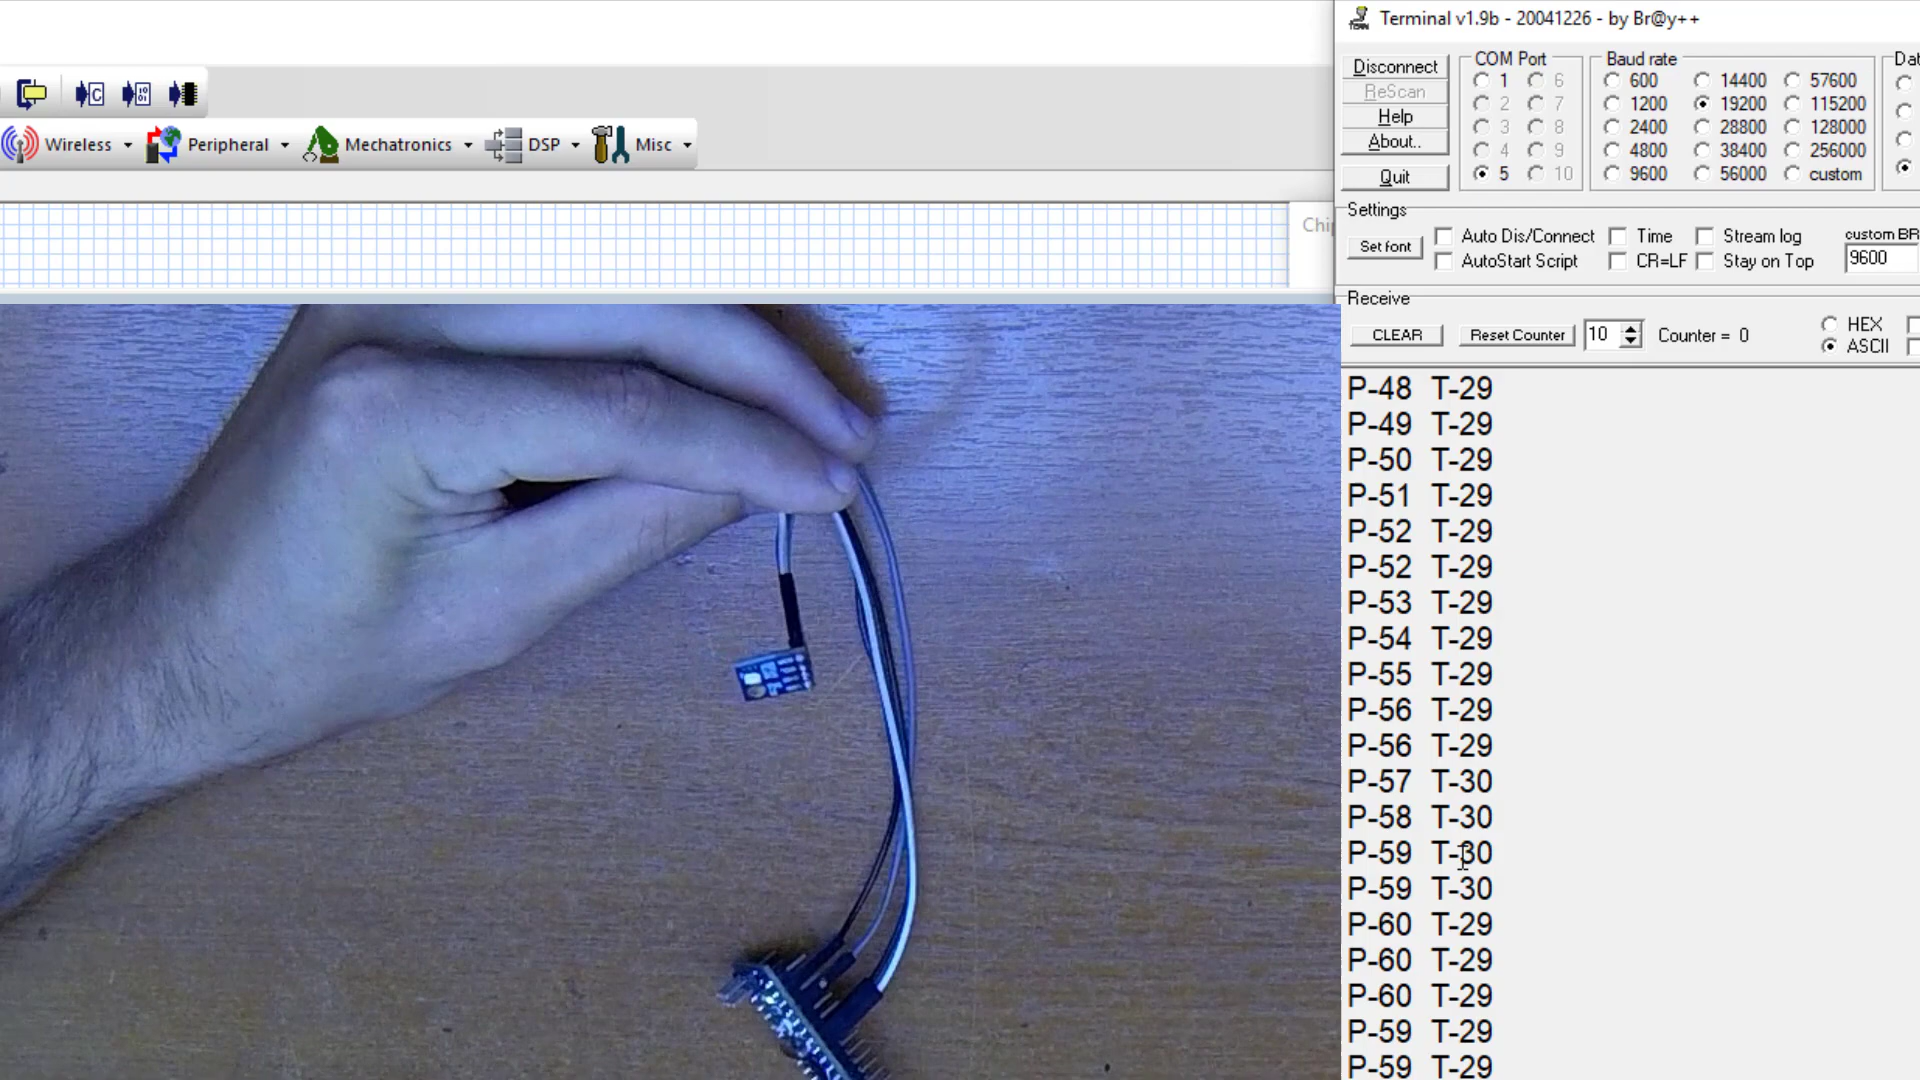 Terminal v1.9b - 20041226 - by Br@y++
Disconnect
ReScan
Help
About..
Quit
COM Port
1 6
2 7
3 8
4 9
5 10
Baud rate
600 14400 57600
1200 19200 115200
2400 28800 128000
4800 38400 256000
9600 56000 custom
Dat
Wireless Peripheral Mechatronics DSP Misc
Chip
Settings
Set font
Auto Dis/Connect Time Stream log
AutoStart Script CR=LF Stay on Top
custom BR
9600
Receive
CLEAR Reset Counter 10 Counter = 0
HEX
ASCII
P-48 T-29
P-49 T-29
P-50 T-29
P-51 T-29
P-52 T-29
P-52 T-29
P-53 T-29
P-54 T-29
P-55 T-29
P-56 T-29
P-56 T-29
P-57 T-30
P-58 T-30
P-59 T-30
P-59 T-30
P-60 T-29
P-60 T-29
P-60 T-29
P-59 T-29
P-59 T-29